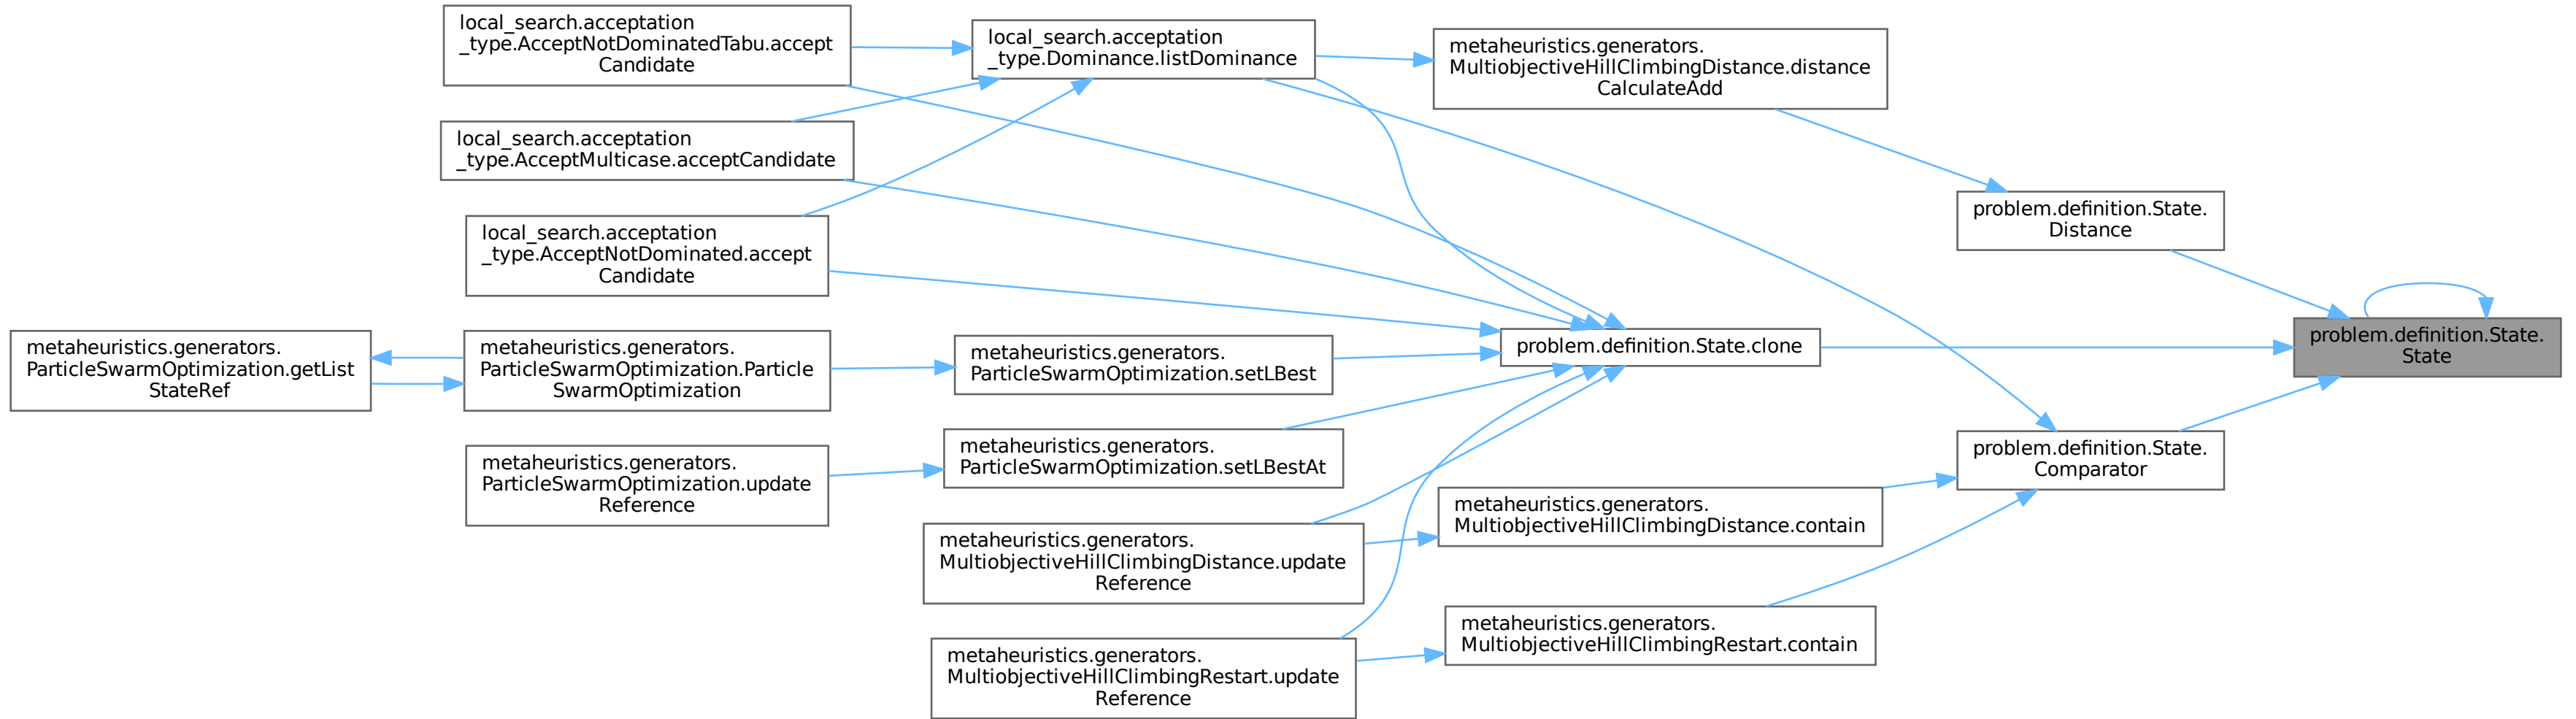 local_search.acceptation
_type.AcceptNotDominatedTabu.accept
Candidate
local_search.acceptation
_type.AcceptMulticase.acceptCandidate
local_search.acceptation
_type.AcceptNotDominated.accept
Candidate
metaheuristics.generators.
ParticleSwarmOptimization.getList
StateRef
metaheuristics.generators.
ParticleSwarmOptimization.Particle
SwarmOptimization
metaheuristics.generators.
ParticleSwarmOptimization.update
Reference
local_search.acceptation
_type.Dominance.listDominance
metaheuristics.generators.
ParticleSwarmOptimization.setLBest
metaheuristics.generators.
ParticleSwarmOptimization.setLBestAt
metaheuristics.generators.
MultiobjectiveHillClimbingDistance.update
Reference
metaheuristics.generators.
MultiobjectiveHillClimbingRestart.update
Reference
metaheuristics.generators.
MultiobjectiveHillClimbingDistance.distance
CalculateAdd
problem.definition.State.clone
metaheuristics.generators.
MultiobjectiveHillClimbingDistance.contain
metaheuristics.generators.
MultiobjectiveHillClimbingRestart.contain
problem.definition.State.
Distance
problem.definition.State.
Comparator
problem.definition.State.
State